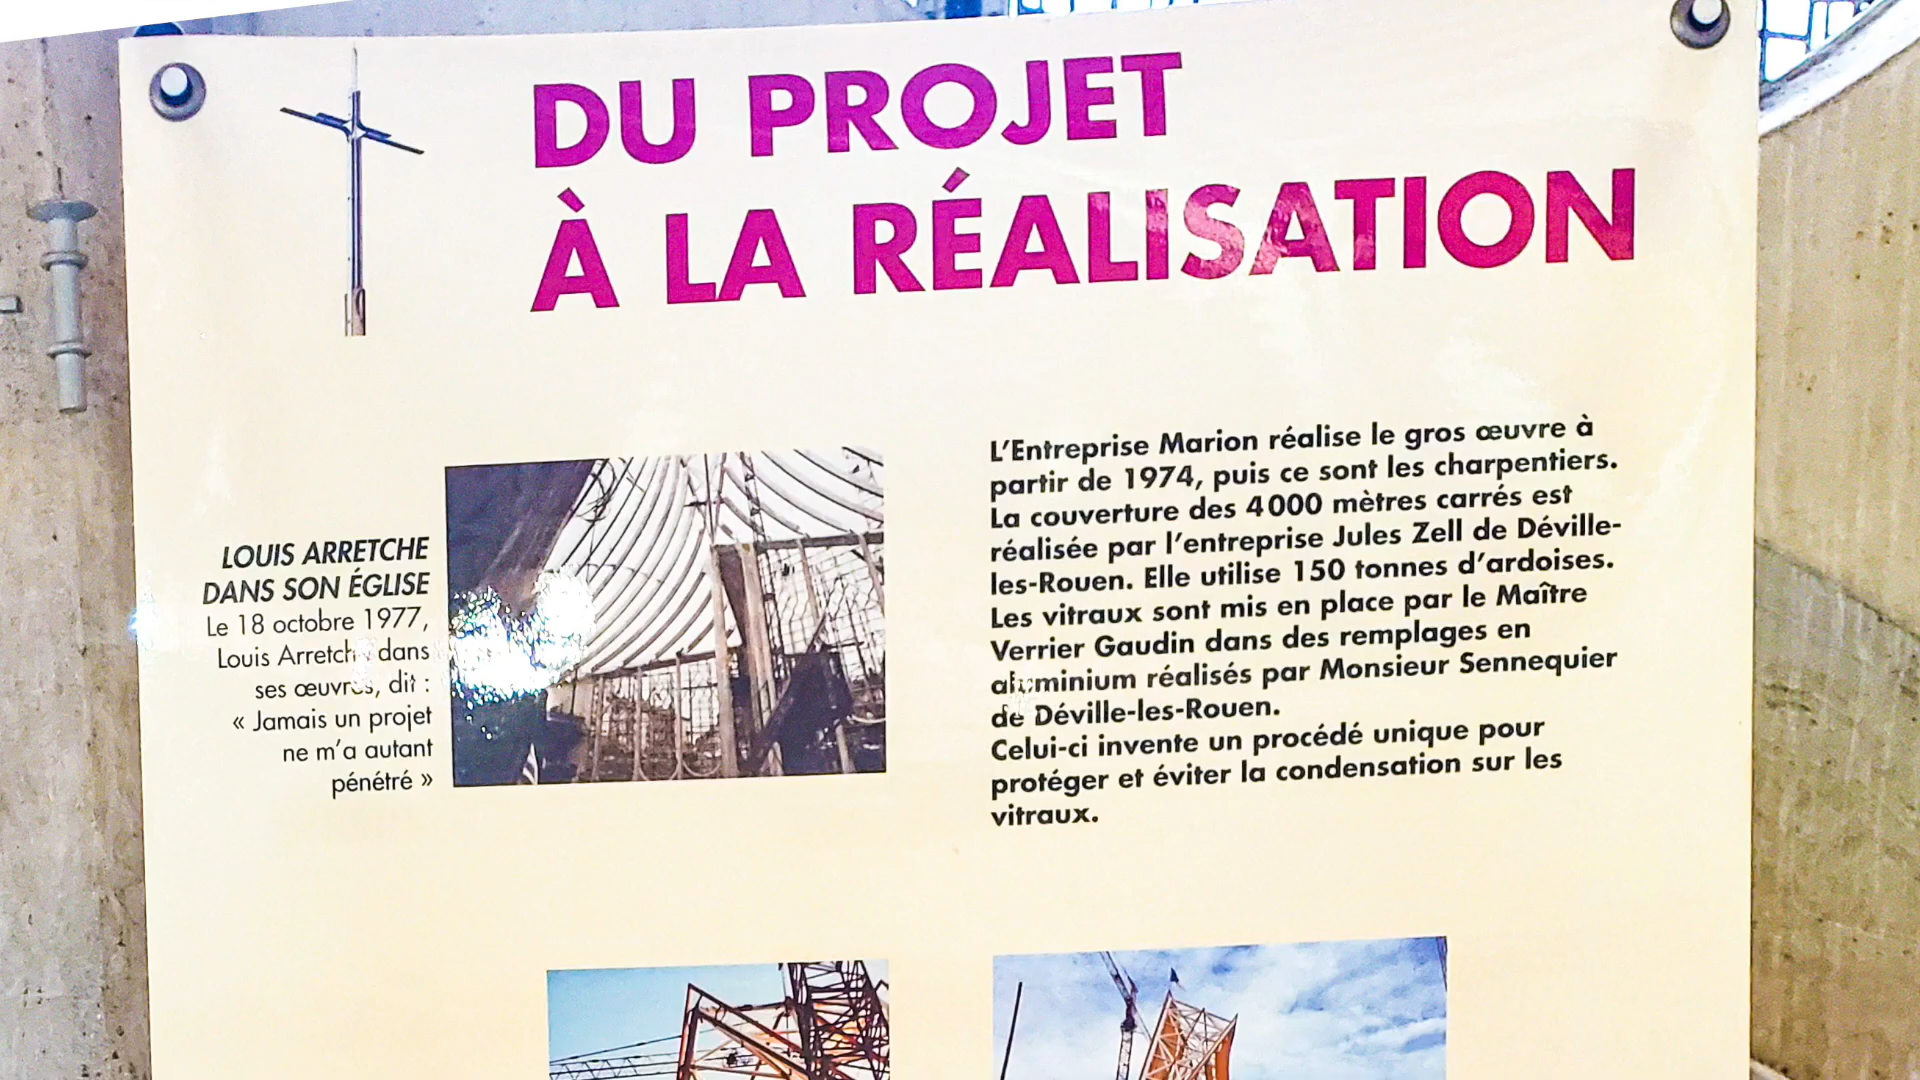 DU PROJET
À LA RÉALISATION
LOUIS ARRETCHE
DANS SON ÉGLISE
Le 18 octobre 1977,
Louis Arretche dans
ses œuvres, dit :
« Jamais un projet
ne m’a autant
pénétré »
L’Entreprise Marion réalise le gros œuvre à
partir de 1974, puis ce sont les charpentiers.
La couverture des 4000 mètres carrés est
réalisée par l’entreprise Jules Zell de Déville-
les-Rouen. Elle utilise 150 tonnes d’ardoises.
Les vitraux sont mis en place par le Maître
Verrier Gaudin dans des remplages en
aluminium réalisés par Monsieur Sennequier
de Déville-les-Rouen.
Celui-ci invente un procédé unique pour
protéger et éviter la condensation sur les
vitraux.